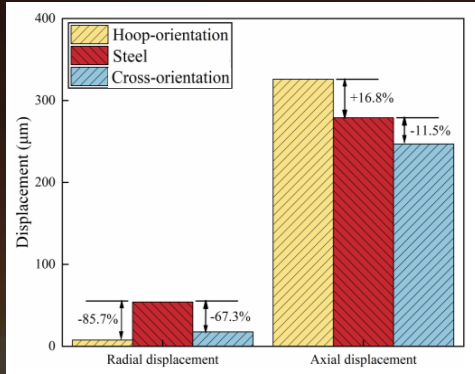 400
300
200
100
0
Displacement (μm)
Hoop-orientation
Steel
Cross-orientation
+16.8%
-11.5%
-85.7%
-67.3%
Radial displacement
Axial displacement